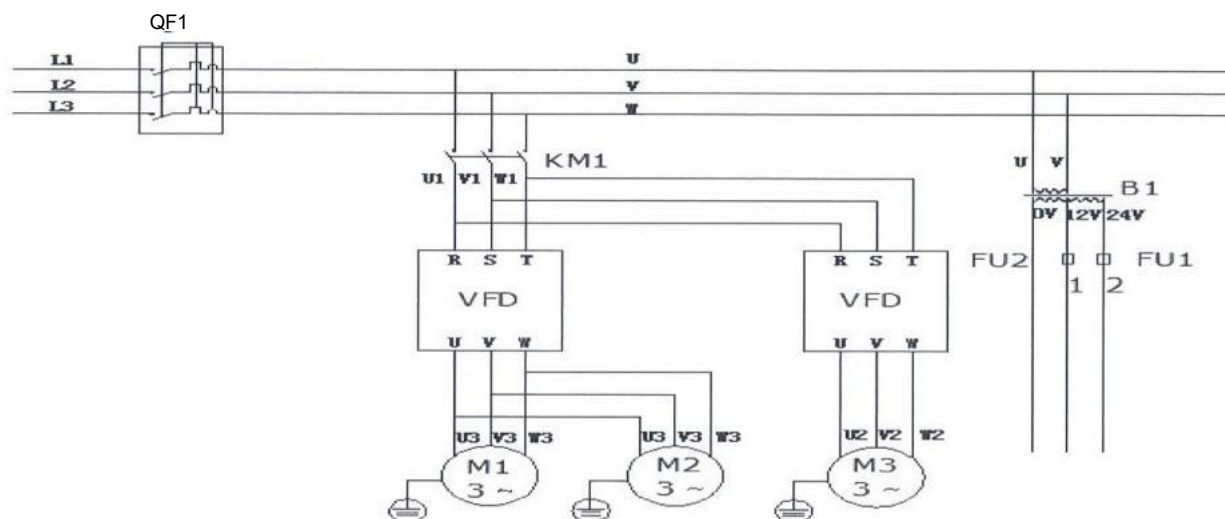 QF1
L1 U
L2 V
L3 W
KM1
U V
U1 V1 W1
B1
0V 12V 24V
R S T R S T
FU2 FU1
1 2
VFD VFD
U V W U V W
U3 V3 W3 U3 V3 W3 U2 V2 W2
M1 M2 M3
3 ~ 3 ~ 3 ~